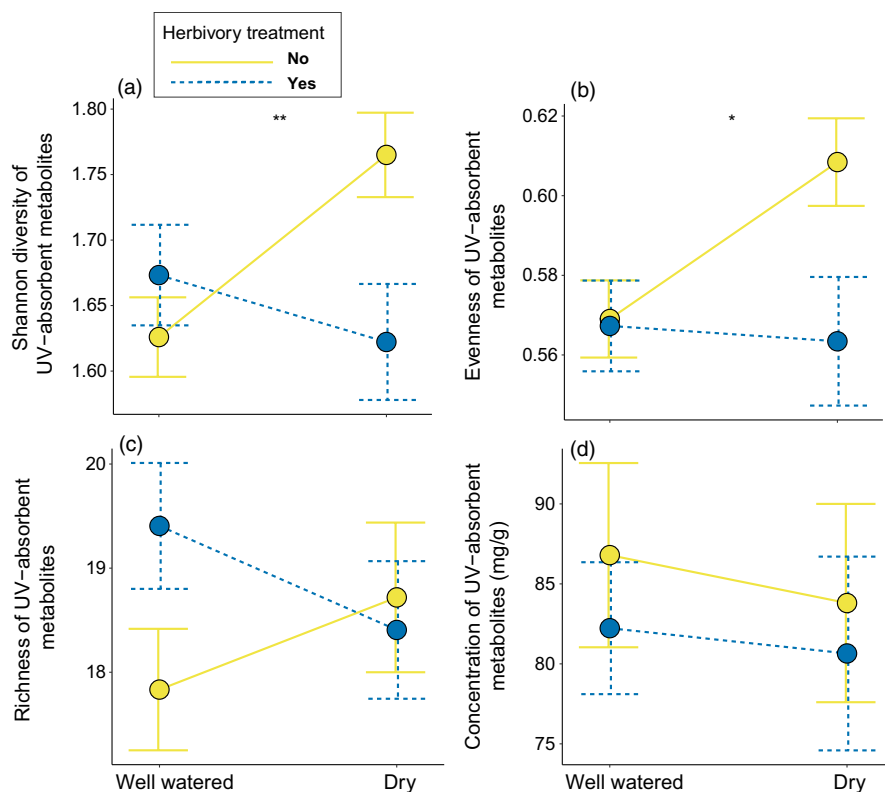 Herbivory treatment
No
Yes
(a)
**
1.80
1.75
1.70
1.65
1.60
Shannon diversity of
UV−absorbent metabolites
(b)
*
0.62
0.60
0.58
0.56
Evenness of UV−absorbent
metabolites
(c)
20
19
18
Richness of UV−absorbent
metabolites
Well watered
Dry
(d)
90
85
80
75
Concentration of UV−absorbent
metabolites (mg/g)
Well watered
Dry